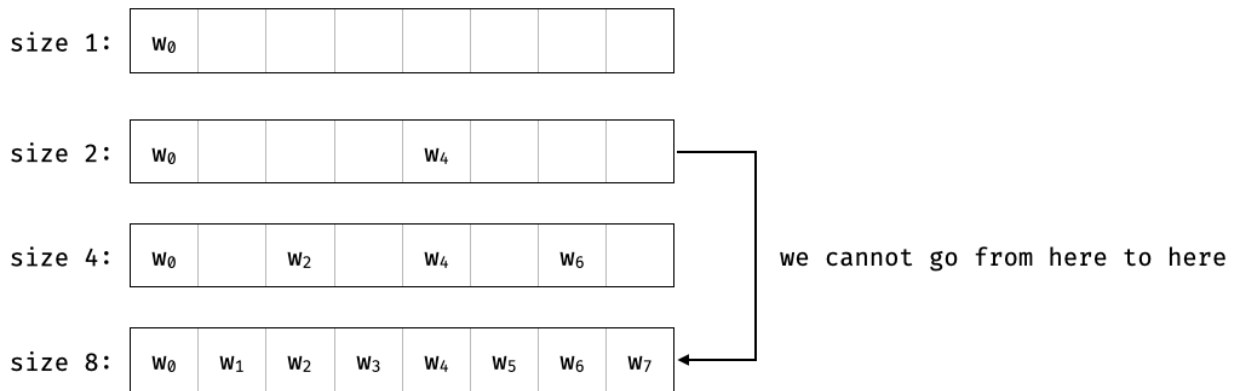 size 1: w₀
size 2: w₀ w₄
size 4: w₀ w₂ w₄ w₆
we cannot go from here to here
size 8: w₀ w₁ w₂ w₃ w₄ w₅ w₆ w₇